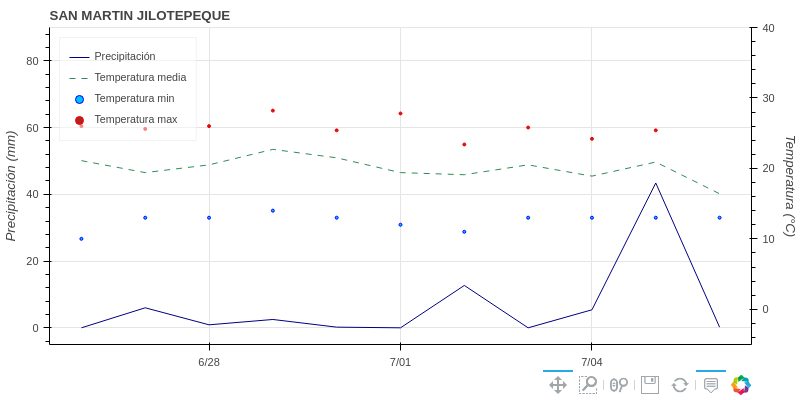 SAN MARTIN JILOTEPEQUE
Precipitación
Temperatura media
Temperatura min
Temperatura max
Precipitación (mm)
80
60
40
20
0
40
30
20
10
0
Temperatura (°C)
6/28
7/01
7/04